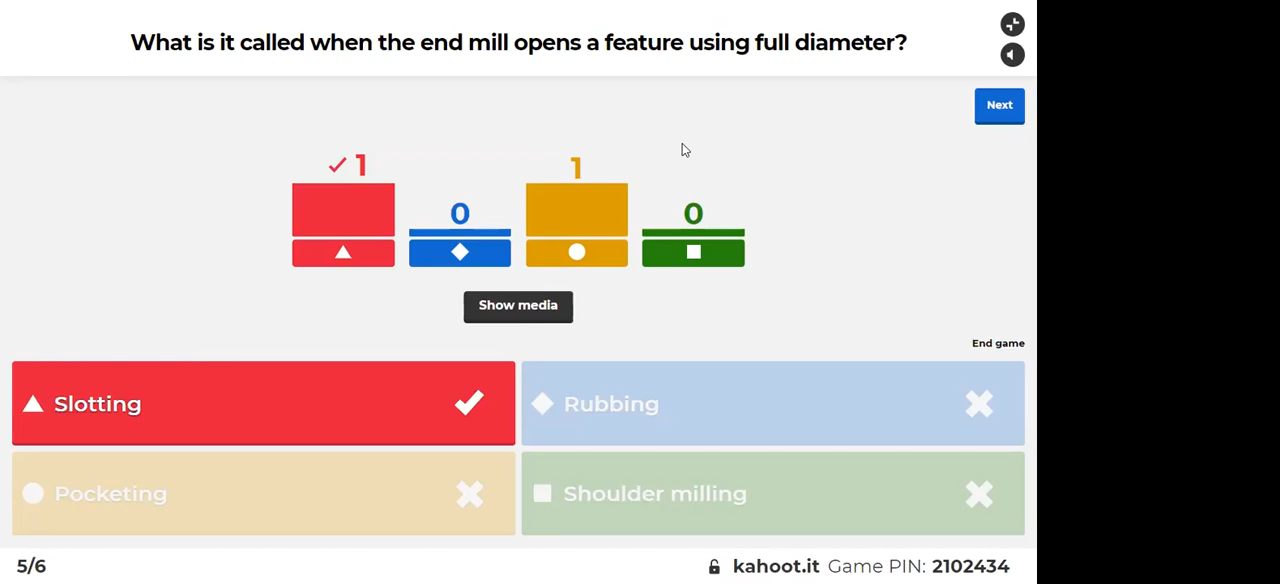 What is it called when the end mill opens a feature using full diameter?
Next
1
0
1
0
Show media
End game
Slotting
Rubbing
Pocketing
Shoulder milling
5/6
kahoot.it Game PIN: 2102434